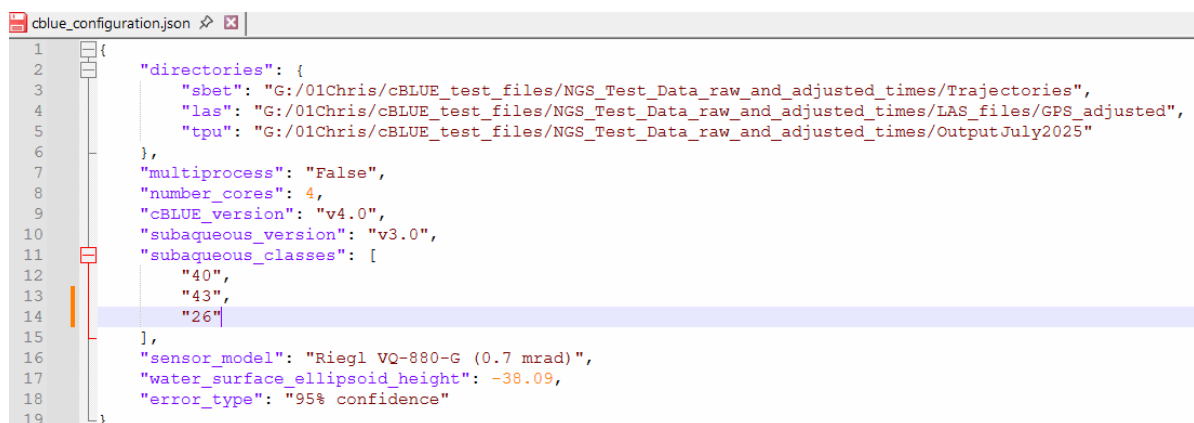 cblue_configuration.json
1 {
2 "directories": {
3 "sbet": "G:/01Chris/cBLUE_test_files/NGS_Test_Data_raw_and_adjusted_times/Trajectories",
4 "las": "G:/01Chris/cBLUE_test_files/NGS_Test_Data_raw_and_adjusted_times/LAS_files/GPS_adjusted",
5 "tpu": "G:/01Chris/cBLUE_test_files/NGS_Test_Data_raw_and_adjusted_times/OutputJuly2025"
6 },
7 "multiprocess": "False",
8 "number_cores": 4,
9 "cBLUE_version": "v4.0",
10 "subaqueous_version": "v3.0",
11 "subaqueous_classes": [
12 "40",
13 "43",
14 "26"
15 ],
16 "sensor_model": "Riegl VQ-880-G (0.7 mrad)",
17 "water_surface_ellipsoid_height": -38.09,
18 "error_type": "95% confidence"
19 }